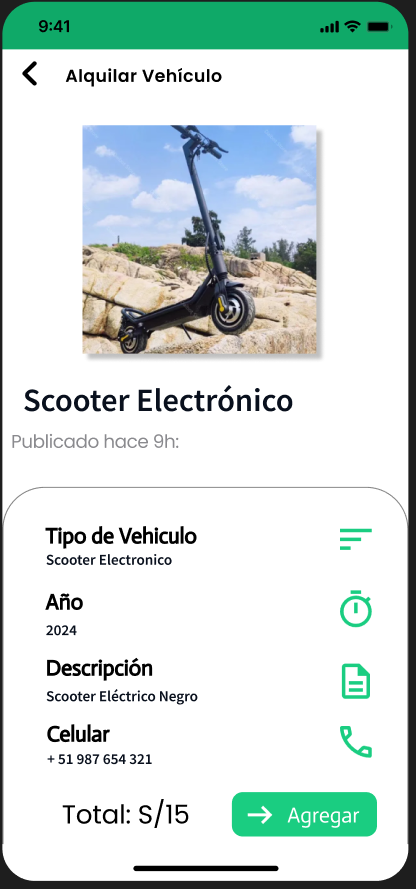 9:41
Alquilar Vehículo
Scooter Electrónico
Publicado hace 9h:
Tipo de Vehiculo
Scooter Electronico
Año
2024
Descripción
Scooter Eléctrico Negro
Celular
+ 51 987 654 321
Total: S/15
Agregar